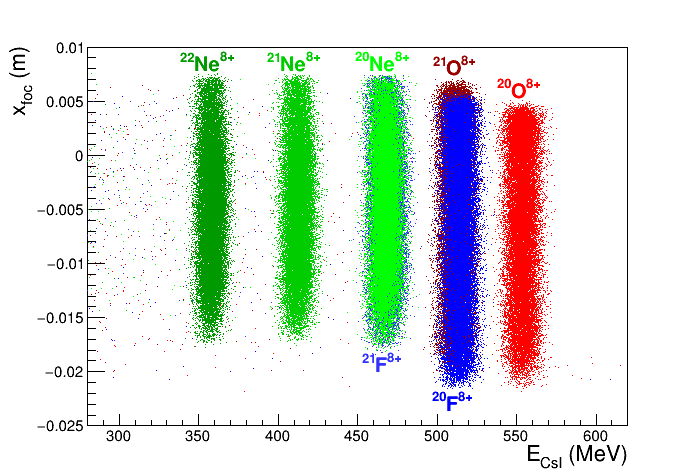 x_foc (m)
0.01
0.005
0
−0.005
−0.01
−0.015
−0.02
−0.025
²²Ne⁸⁺ ²¹Ne⁸⁺ ²⁰Ne⁸⁺ ²¹O⁸⁺ ²⁰O⁸⁺
²¹F⁸⁺
²⁰F⁸⁺
300 350 400 450 500 550 600
E_CsI (MeV)